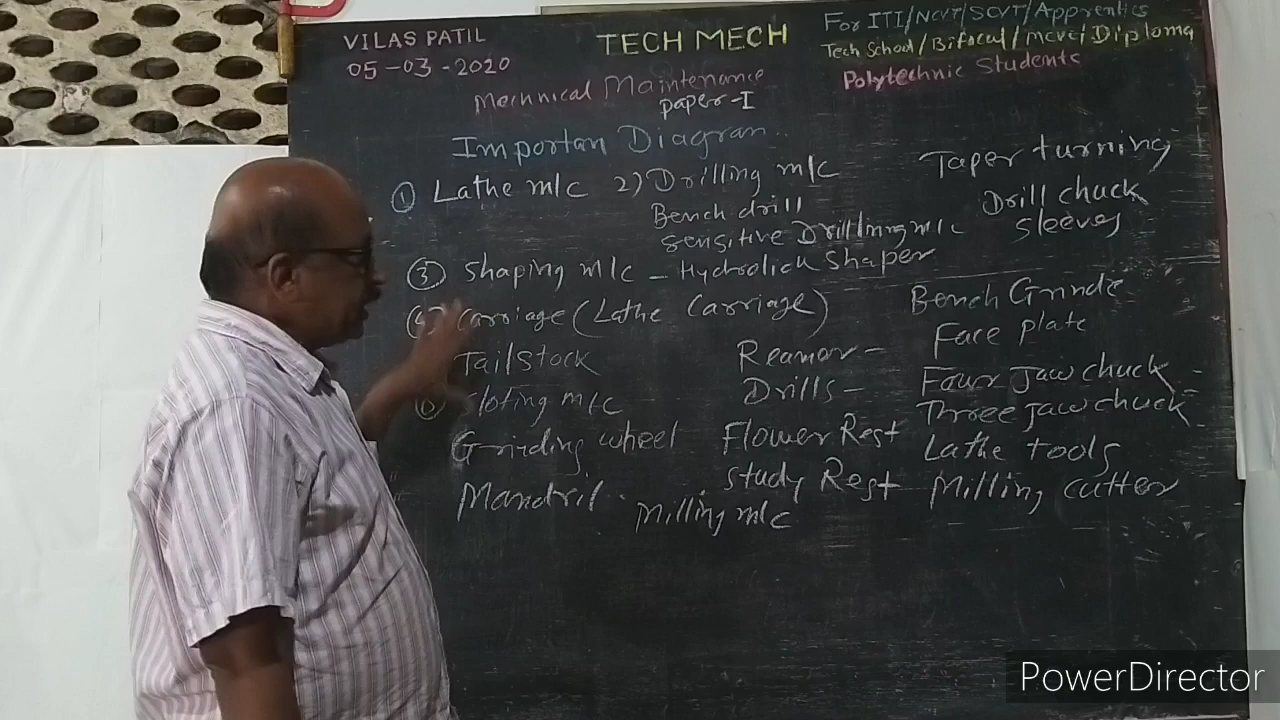 VILAS PATIL
05-03-2020
TECH MECH
For ITI/NCVT/SCVT/Apprentics
Tech School/Bifocal/MCVC/Diploma
Polytechnic Students
Mechnical Maintenance
paper-I
Importan Diagram..
① Lathe m/c 2) Drilling m/c
Bench drill
sensitive Drilling m/c
Taper turning
Drill chuck
sleeves
③ shaping m/c - Hydrolick shaper
④ Carriage (Lathe Carriage)
Tailstock
⑥ Sloting m/c
Grinding wheel
Mandril
Milling m/c
Reamer -
Drills -
Flower Rest
Study Rest
Bench Grinde
Face plate
Four Jaw chuck
Three jaw chuck
Lathe tools
Milling cutter
PowerDirector